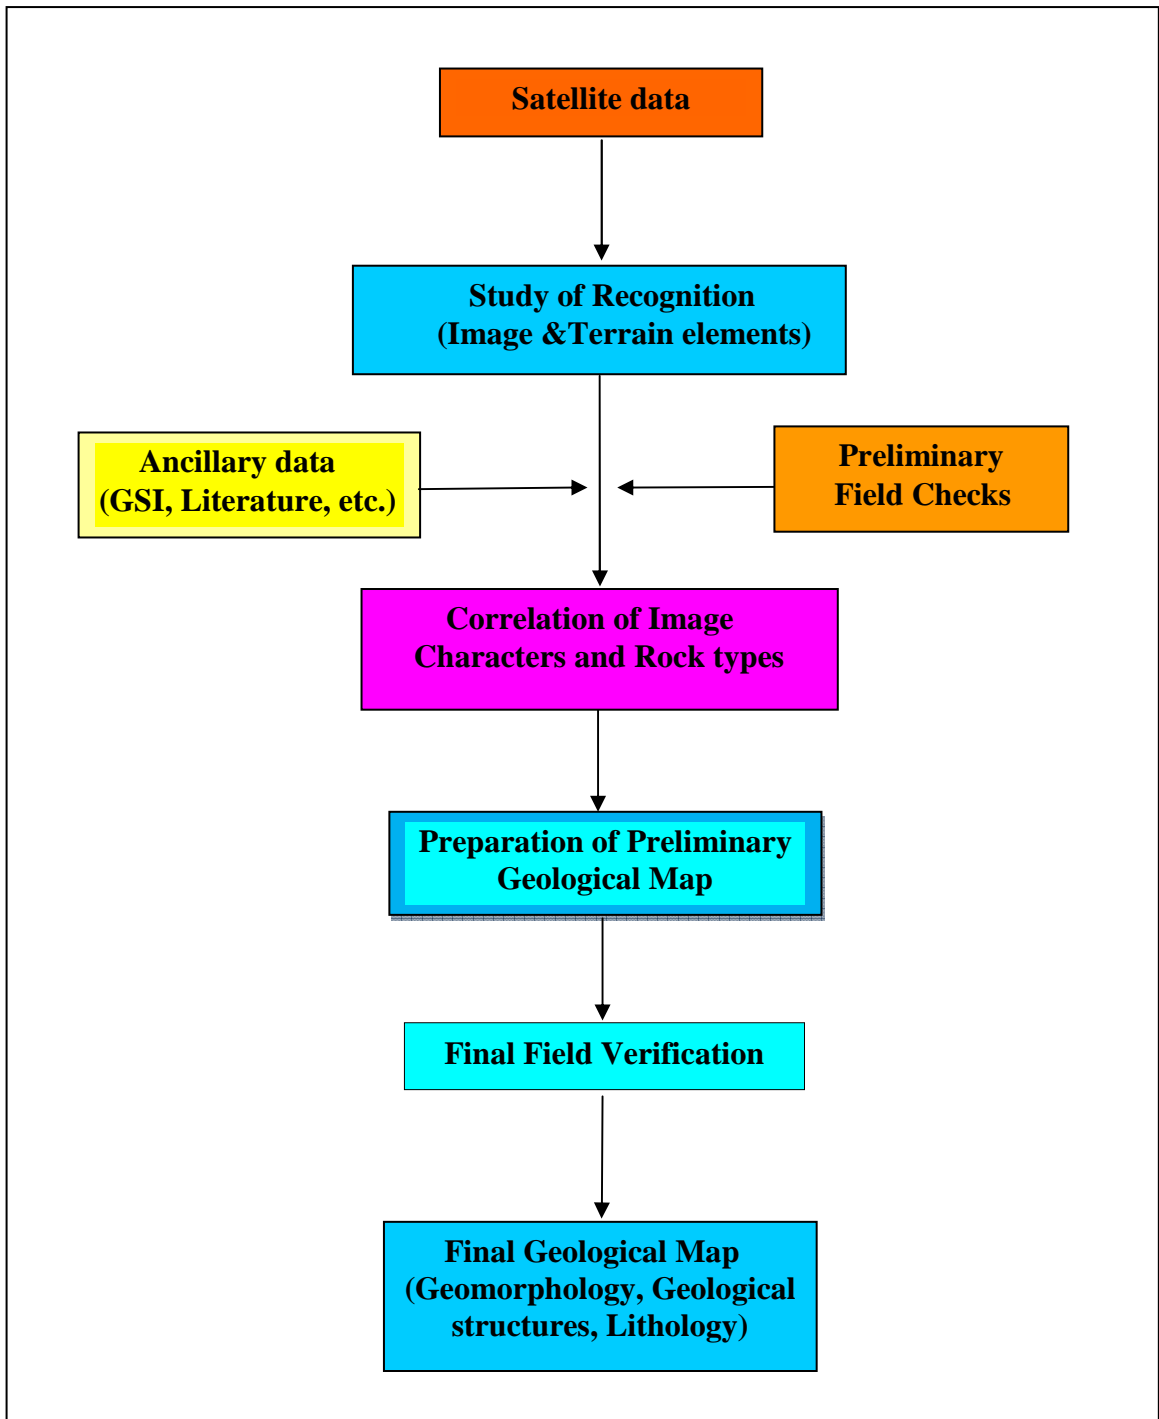 Satellite data
Study of Recognition
(Image &Terrain elements)
Ancillary data
(GSI, Literature, etc.)
Preliminary
Field Checks
Correlation of Image
Characters and Rock types
Preparation of Preliminary
Geological Map
Final Field Verification
Final Geological Map
(Geomorphology, Geological
structures, Lithology)